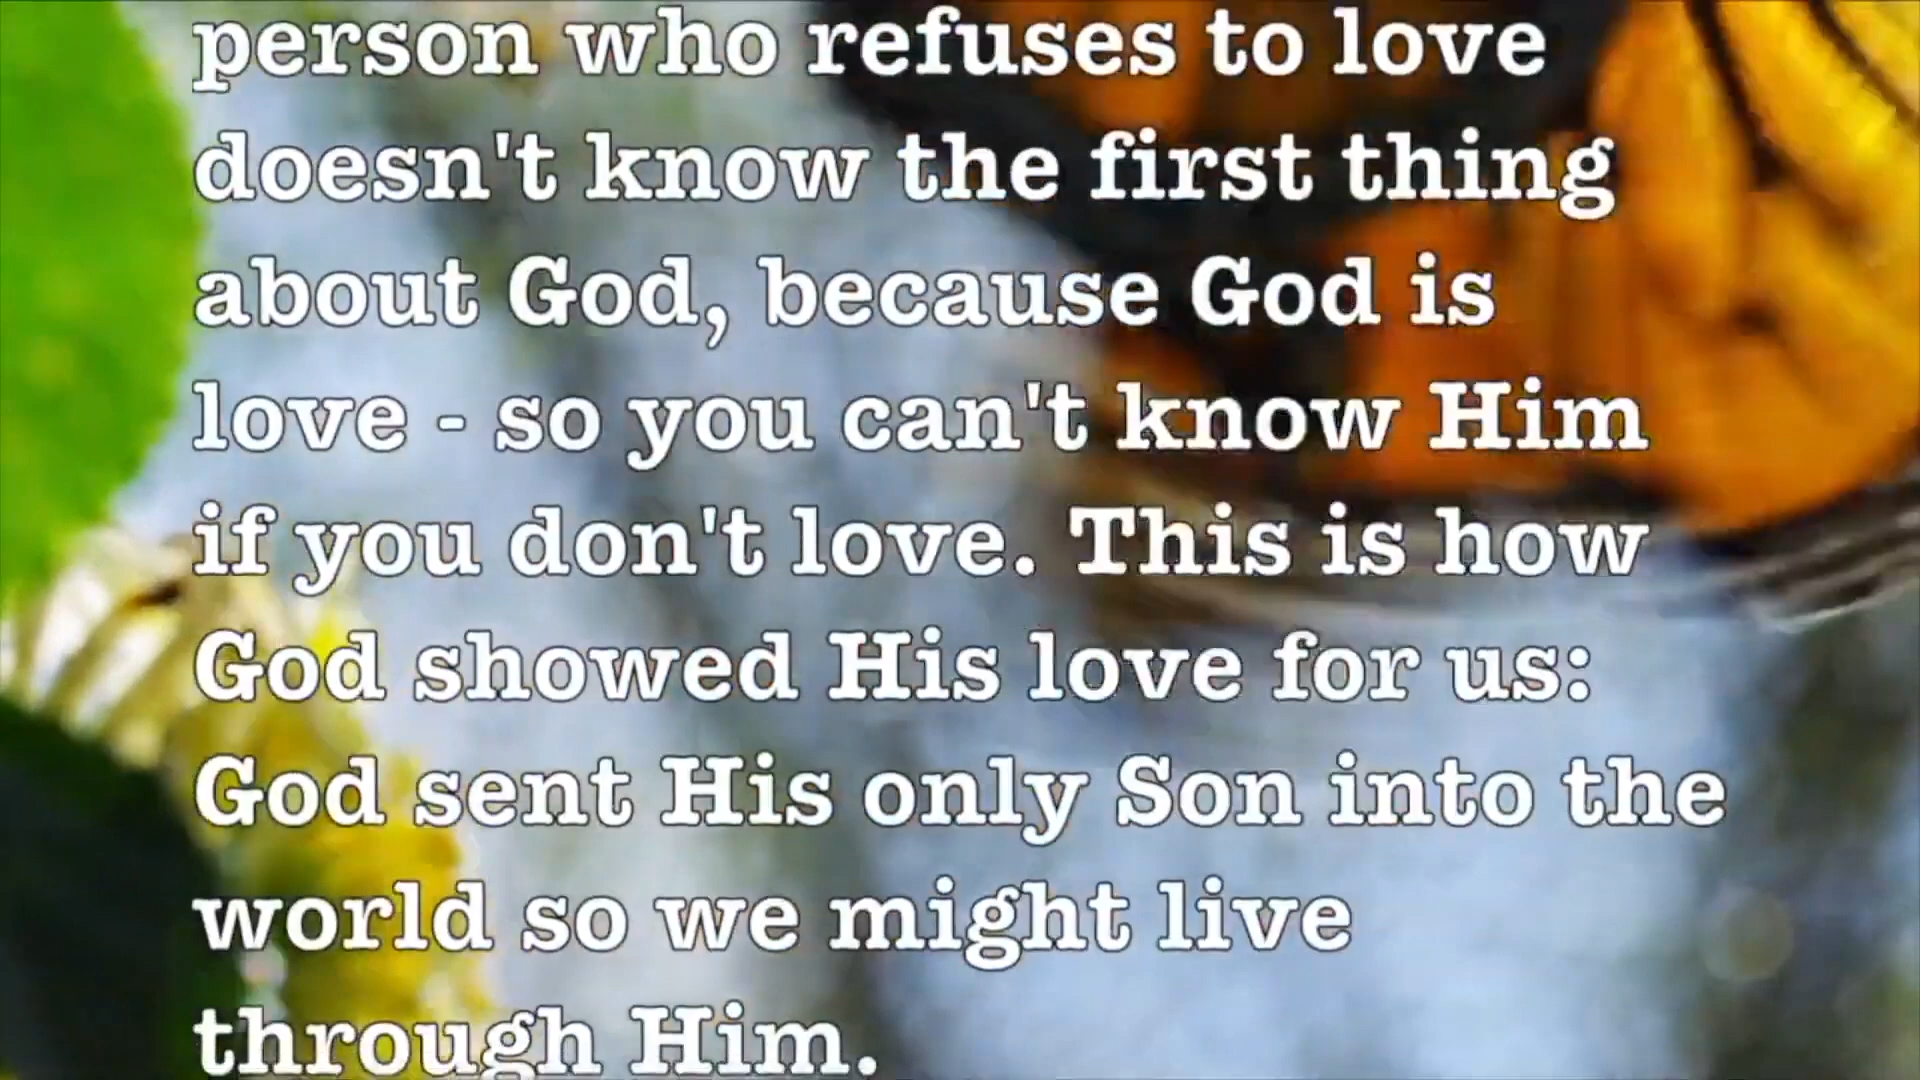 person who refuses to love
doesn't know the first thing
about God, because God is
love - so you can't know Him
if you don't love. This is how
God showed His love for us:
God sent His only Son into the
world so we might live
through Him.